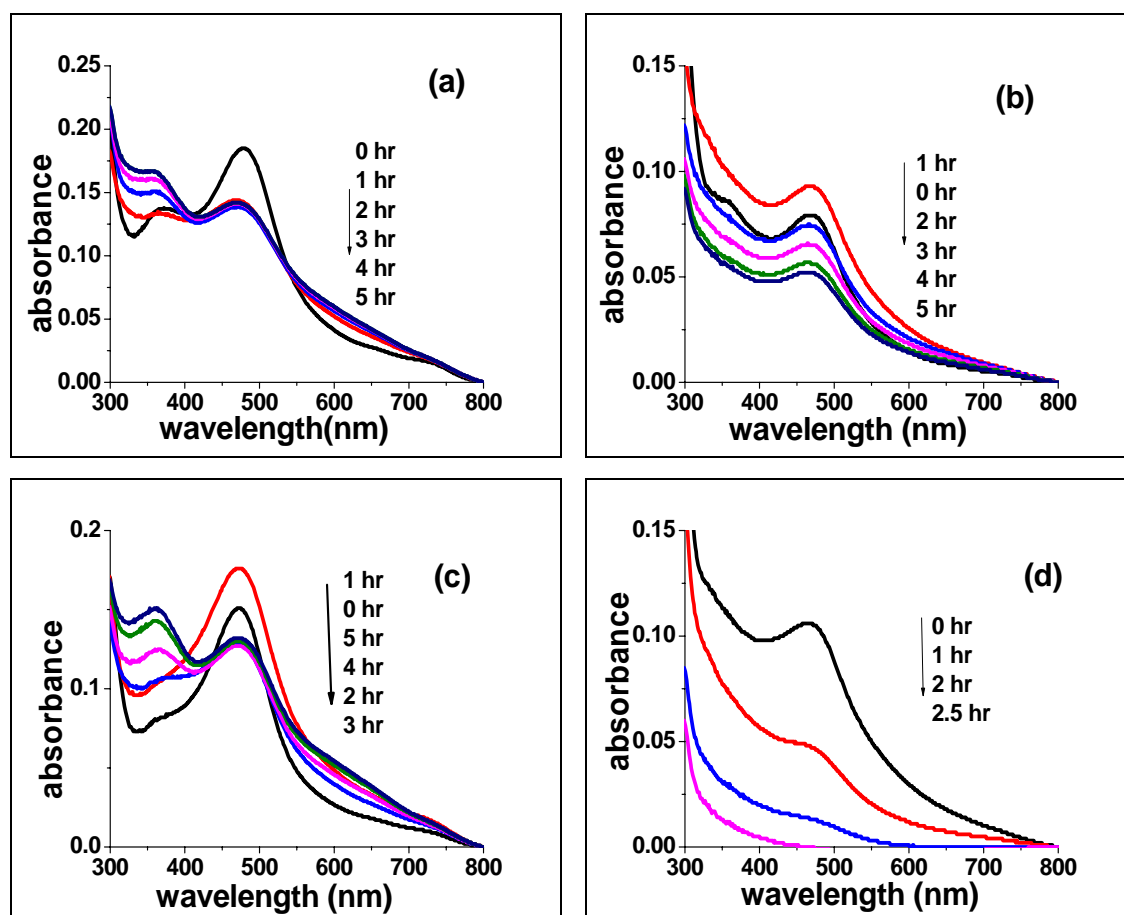 0.25
0.20
0.15
0.10
0.05
0.00
absorbance
(a)
0 hr
1 hr
2 hr
3 hr
4 hr
5 hr
300 400 500 600 700 800
wavelength(nm)
0.15
0.10
0.05
0.00
absorbance
(b)
1 hr
0 hr
2 hr
3 hr
4 hr
5 hr
300 400 500 600 700 800
wavelength (nm)
0.2
0.1
0.0
absorbance
(c)
1 hr
0 hr
5 hr
4 hr
2 hr
3 hr
300 400 500 600 700 800
wavelength (nm)
0.15
0.10
0.05
0.00
absorbance
(d)
0 hr
1 hr
2 hr
2.5 hr
300 400 500 600 700 800
wavelength (nm)